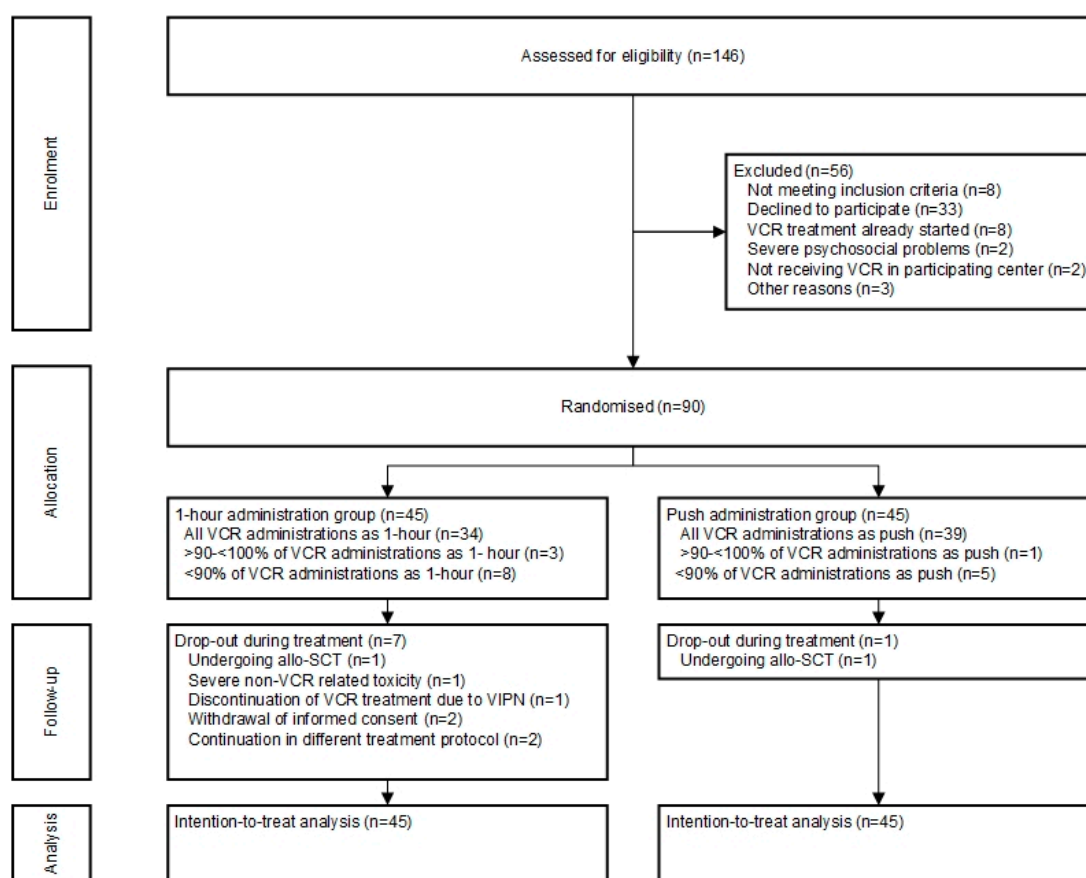 Enrolment
Assessed for eligibility (n=146)
Excluded (n=56)
Not meeting inclusion criteria (n=8)
Declined to participate (n=33)
VCR treatment already started (n=8)
Severe psychosocial problems (n=2)
Not receiving VCR in participating center (n=2)
Other reasons (n=3)
Allocation
Randomised (n=90)
1-hour administration group (n=45)
All VCR administrations as 1-hour (n=34)
>90-<100% of VCR administrations as 1- hour (n=3)
<90% of VCR administrations as 1-hour (n=8)
Push administration group (n=45)
All VCR administrations as push (n=39)
>90-<100% of VCR administrations as push (n=1)
<90% of VCR administrations as push (n=5)
Follow-up
Drop-out during treatment (n=7)
Undergoing allo-SCT (n=1)
Severe non-VCR related toxicity (n=1)
Discontinuation of VCR treatment due to VIPN (n=1)
Withdrawal of informed consent (n=2)
Continuation in different treatment protocol (n=2)
Drop-out during treatment (n=1)
Undergoing allo-SCT (n=1)
Analysis
Intention-to-treat analysis (n=45)
Intention-to-treat analysis (n=45)